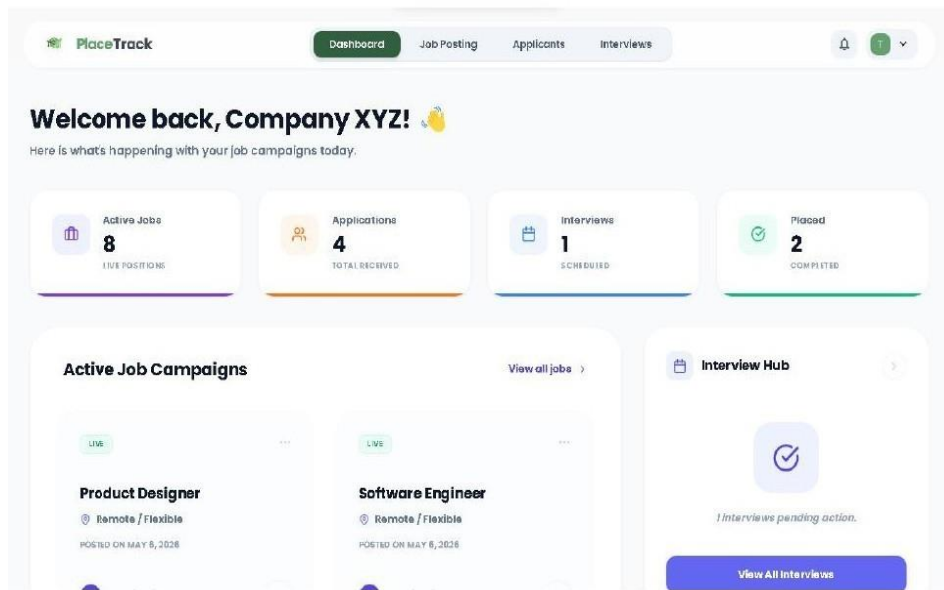 PlaceTrack
Dashboard
Job Posting
Applicants
Interviews
T
Welcome back, Company XYZ! 👋
Here is what's happening with your job campaigns today.
Active Jobs
8
LIVE POSITIONS
Applications
4
TOTAL RECEIVED
Interviews
1
SCHEDULED
Placed
2
COMPLETED
Active Job Campaigns
View all jobs
LIVE
Product Designer
Remote / Flexible
POSTED ON MAY 6, 2026
LIVE
Software Engineer
Remote / Flexible
POSTED ON MAY 6, 2026
Interview Hub
1 interviews pending action.
View All Interviews